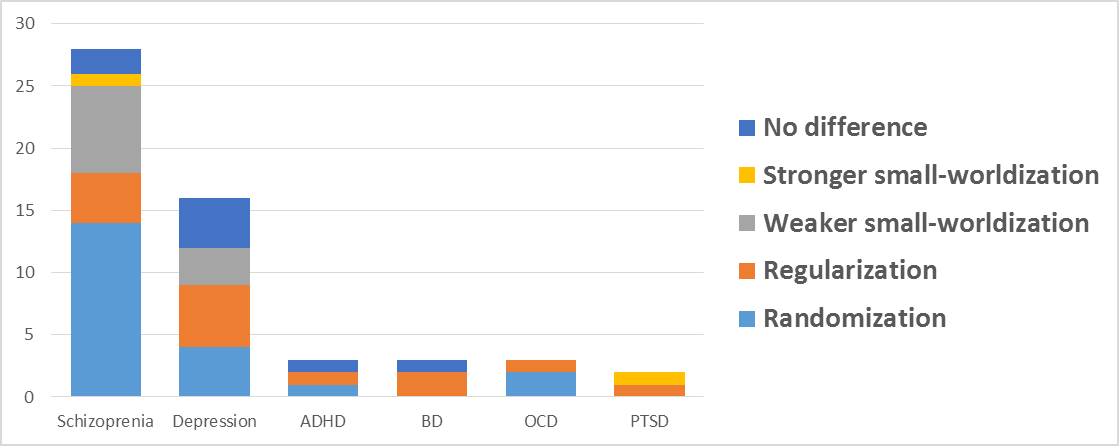 30
25
20
15
10
5
0
Schizoprenia Depression ADHD BD OCD PTSD
No difference
Stronger small-worldization
Weaker small-worldization
Regularization
Randomization